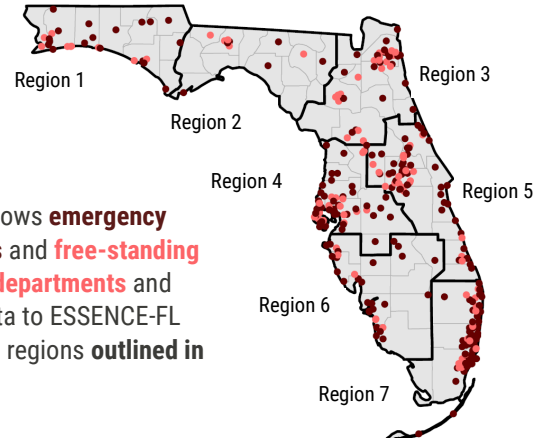 Region 1
Region 2
Region 3
Region 4
Region 5
ows emergency
s and free-standing
departments and
ta to ESSENCE-FL
regions outlined in
Region 6
Region 7